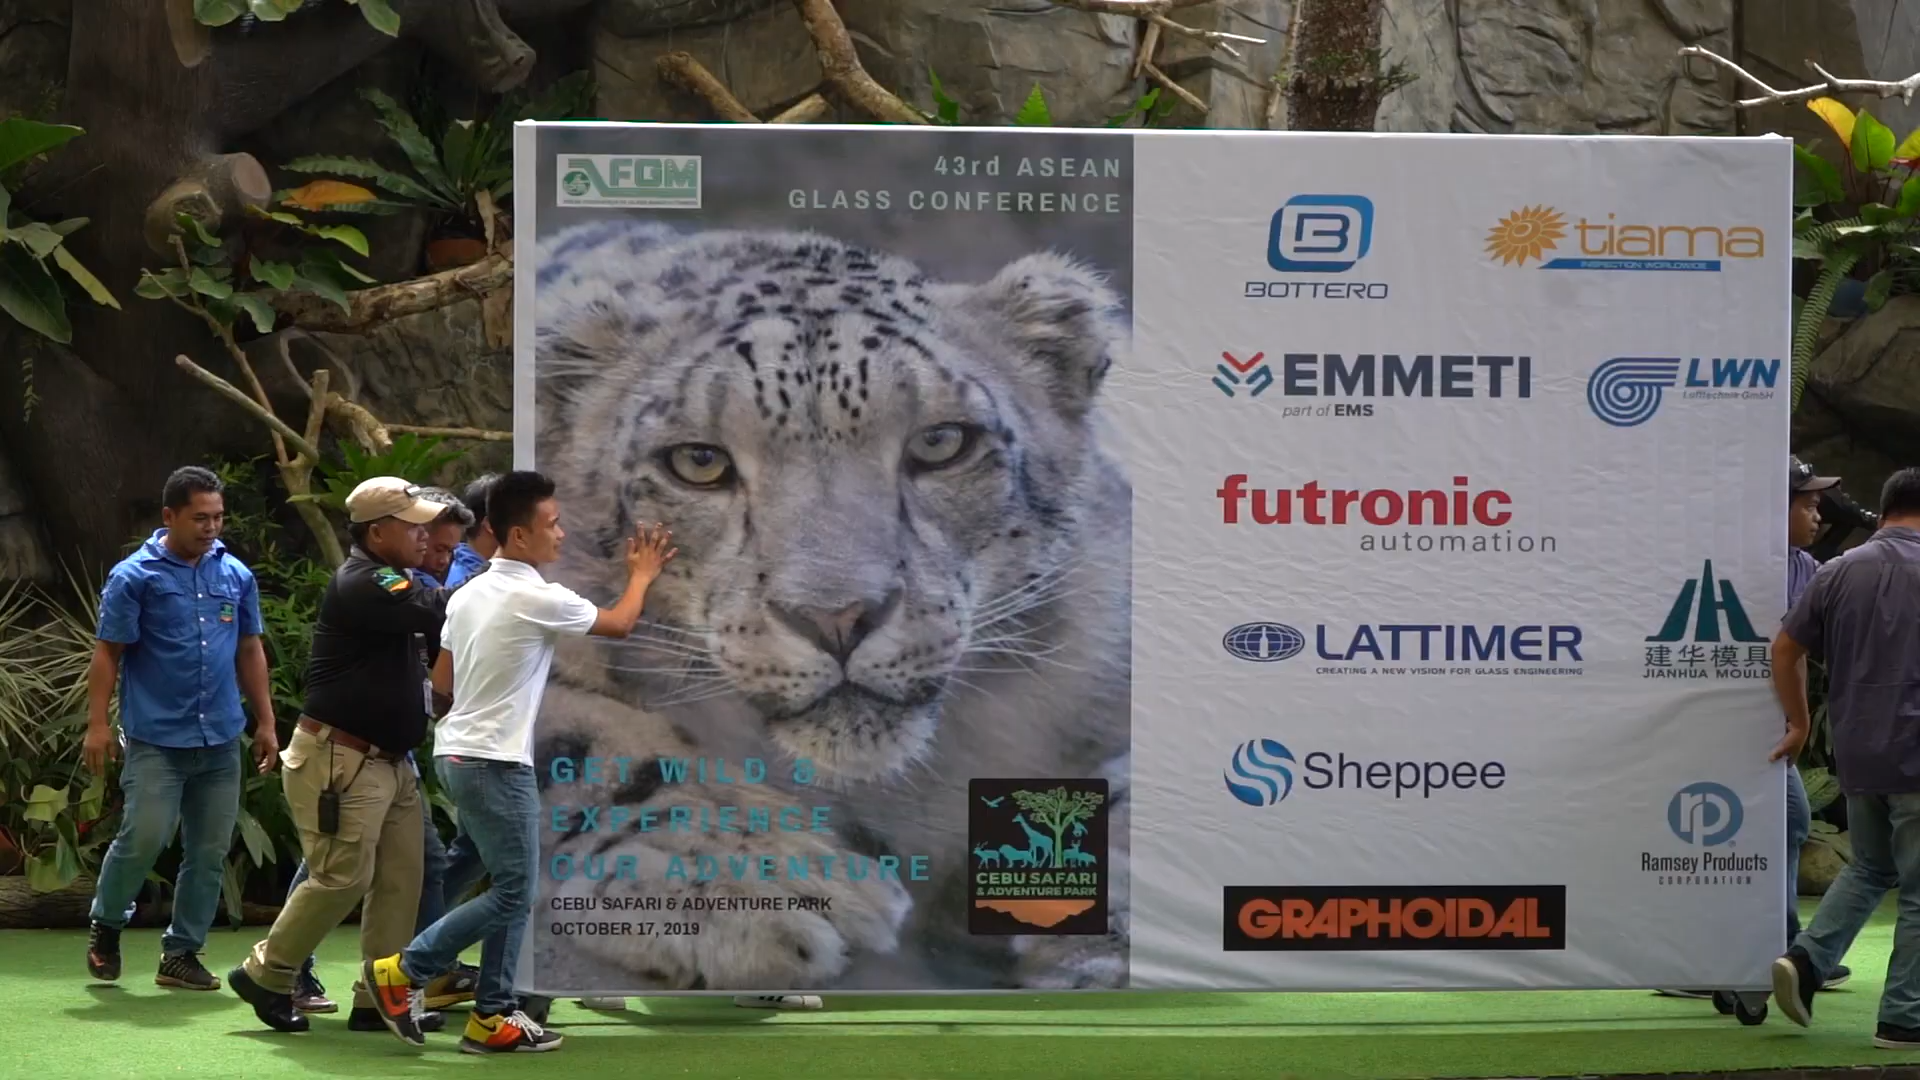 AFGM
43rd ASEAN
GLASS CONFERENCE
GET WILD &
EXPERIENCE
OUR ADVENTURE
CEBU SAFARI & ADVENTURE PARK
OCTOBER 17, 2019
CEBU SAFARI
& ADVENTURE PARK
BOTTERO
tiama
INSPECTION WORLDWIDE
EMMETI
part of EMS
LWN
Lufttechnik GmbH
futronic
automation
LATTIMER
CREATING A NEW VISION FOR GLASS ENGINEERING
建华模具
JIANHUA MOULD
Sheppee
rp
Ramsey Products
CORPORATION
GRAPHOIDAL